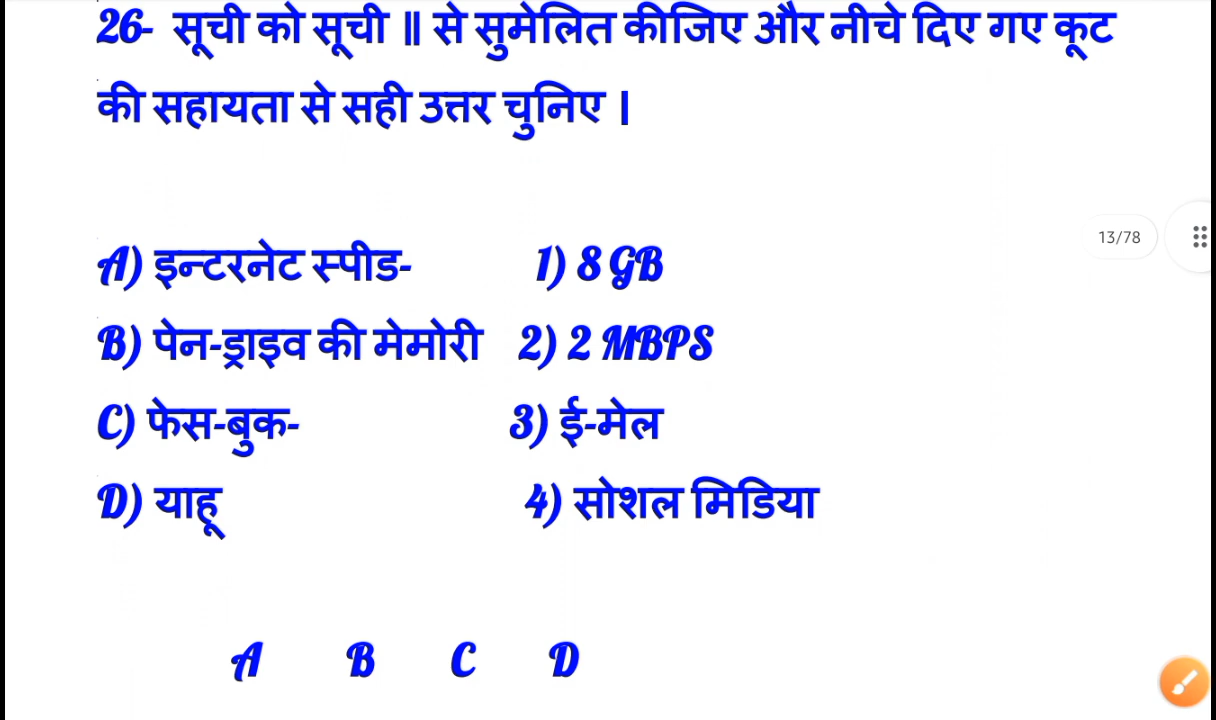 26- सूची को सूची || से सुमेलित कीजिए और नीचे दिए गए कूट
की सहायता से सही उत्तर चुनिए |
13/78
A) इन्टरनेट स्पीड- 1) 8 GB
B) पेन-ड्राइव की मेमोरी 2) 2 MBPS
C) फेस-बुक- 3) ई-मेल
D) याहू 4) सोशल मिडिया
A B C D